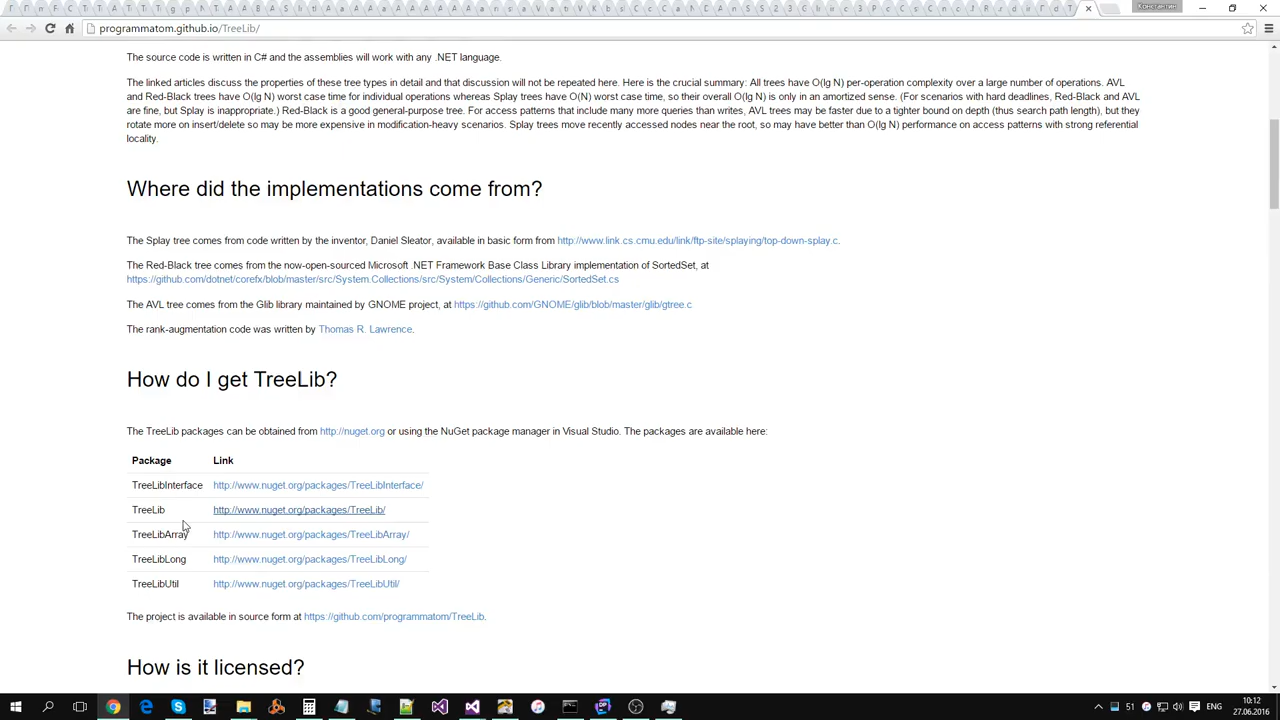 Константин
programmatom.github.io/TreeLib/
The source code is written in C# and the assemblies will work with any .NET language.
The linked articles discuss the properties of these tree types in detail and that discussion will not be repeated here. Here is the crucial summary: All trees have O(lg N) per-operation complexity over a large number of operations. AVL
and Red-Black trees have O(lg N) worst case time for individual operations whereas Splay trees have O(N) worst case time, so their overall O(lg N) is only in an amortized sense. (For scenarios with hard deadlines, Red-Black and AVL
are fine, but Splay is inappropriate.) Red-Black is a good general-purpose tree. For access patterns that include many more queries than writes, AVL trees may be faster due to a tighter bound on depth (thus search path length), but they
rotate more on insert/delete so may be more expensive in modification-heavy scenarios. Splay trees move recently accessed nodes near the root, so may have better than O(lg N) performance on access patterns with strong referential
locality.
Where did the implementations come from?
The Splay tree comes from code written by the inventor, Daniel Sleator, available in basic form from http://www.link.cs.cmu.edu/link/ftp-site/splaying/top-down-splay.c.
The Red-Black tree comes from the now-open-sourced Microsoft .NET Framework Base Class Library implementation of SortedSet, at
https://github.com/dotnet/corefx/blob/master/src/System.Collections/src/System/Collections/Generic/SortedSet.cs
The AVL tree comes from the Glib library maintained by GNOME project, at https://github.com/GNOME/glib/blob/master/glib/gtree.c
The rank-augmentation code was written by Thomas R. Lawrence.
How do I get TreeLib?
The TreeLib packages can be obtained from http://nuget.org or using the NuGet package manager in Visual Studio. The packages are available here:
Package Link
TreeLibInterface http://www.nuget.org/packages/TreeLibInterface/
TreeLib http://www.nuget.org/packages/TreeLib/
TreeLibArray http://www.nuget.org/packages/TreeLibArray/
TreeLibLong http://www.nuget.org/packages/TreeLibLong/
TreeLibUtil http://www.nuget.org/packages/TreeLibUtil/
The project is available in source form at https://github.com/programmatom/TreeLib.
How is it licensed?
51 ENG
10:12
27.06.2016